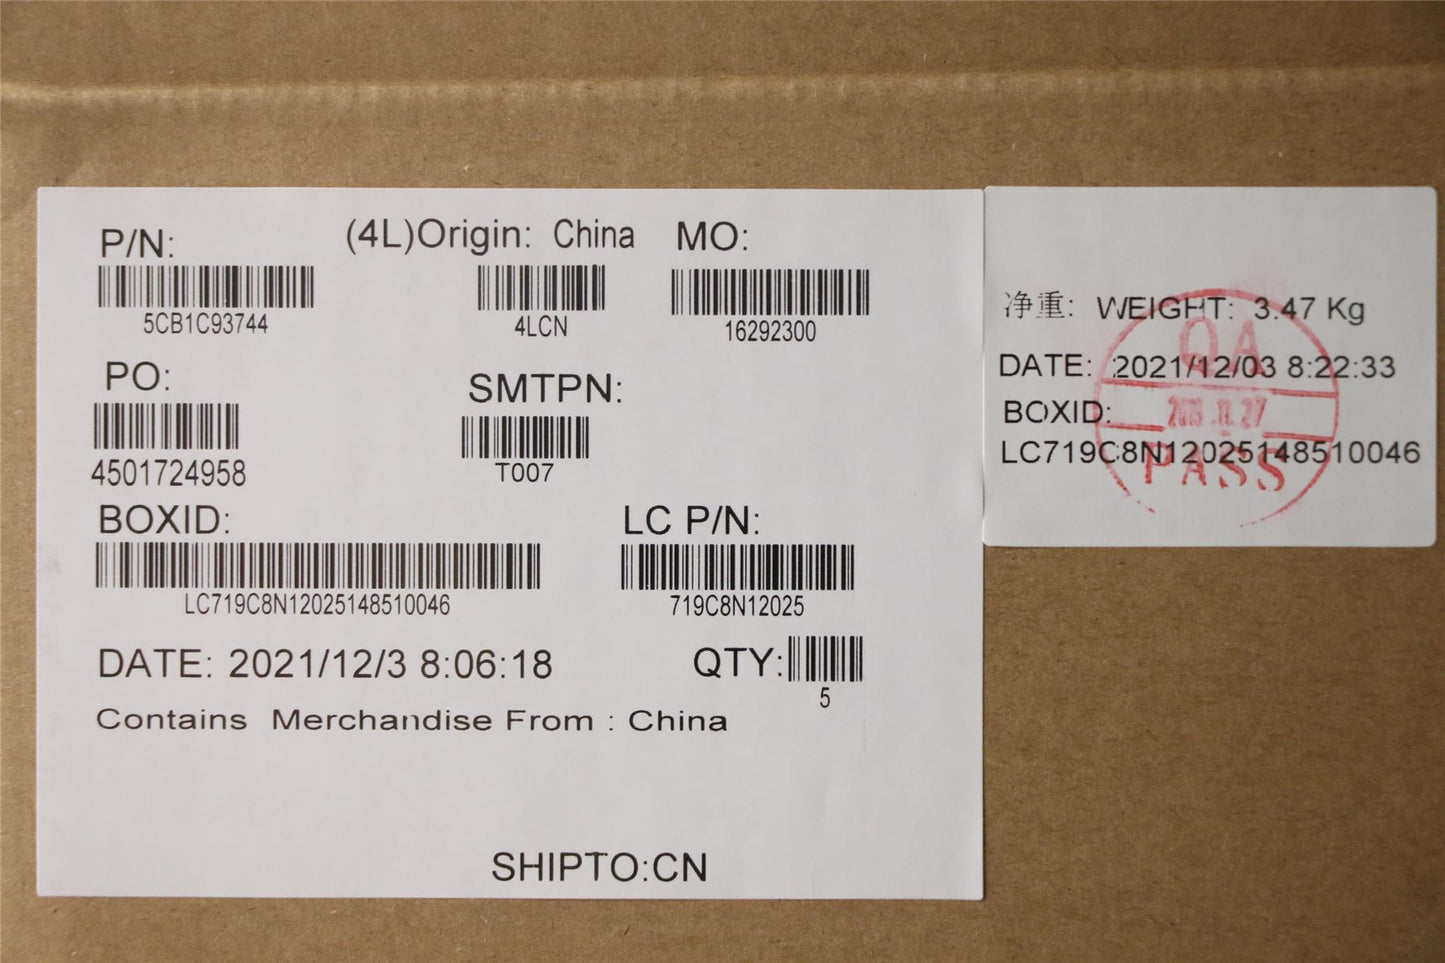 P/N:
5CB1C93744
(4L)Origin: China
4LCN
MO:
16292300
PO:
4501724958
SMTPN:
T007
BOXID:
LC719C8N12025148510046
LC P/N:
719C8N12025
DATE: 2021/12/3 8:06:18
QTY:
5
Contains Merchandise From : China
SHIPTO:CN
净重: WEIGHT: 3.47 Kg
DATE: 2021/12/03 8:22:33
BOXID:
LC719C8N12025148510046
QA
PASS